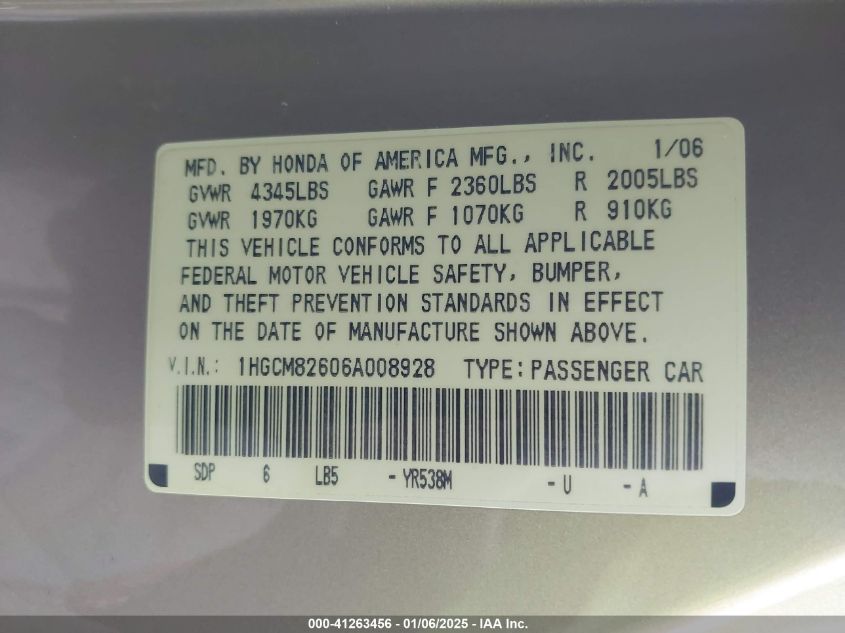 MFD. BY HONDA OF AMERICA MFG., INC. 1/06
GVWR 4345LBS GAWR F 2360LBS R 2005LBS
GVWR 1970KG GAWR F 1070KG R 910KG
THIS VEHICLE CONFORMS TO ALL APPLICABLE
FEDERAL MOTOR VEHICLE SAFETY, BUMPER,
AND THEFT PREVENTION STANDARDS IN EFFECT
ON THE DATE OF MANUFACTURE SHOWN ABOVE.
V.I.N.: 1HGCM82606A008928 TYPE: PASSENGER CAR
SDP 6 LB5 - YR538M - U - A
000-41263456 - 01/06/2025 - IAA Inc.